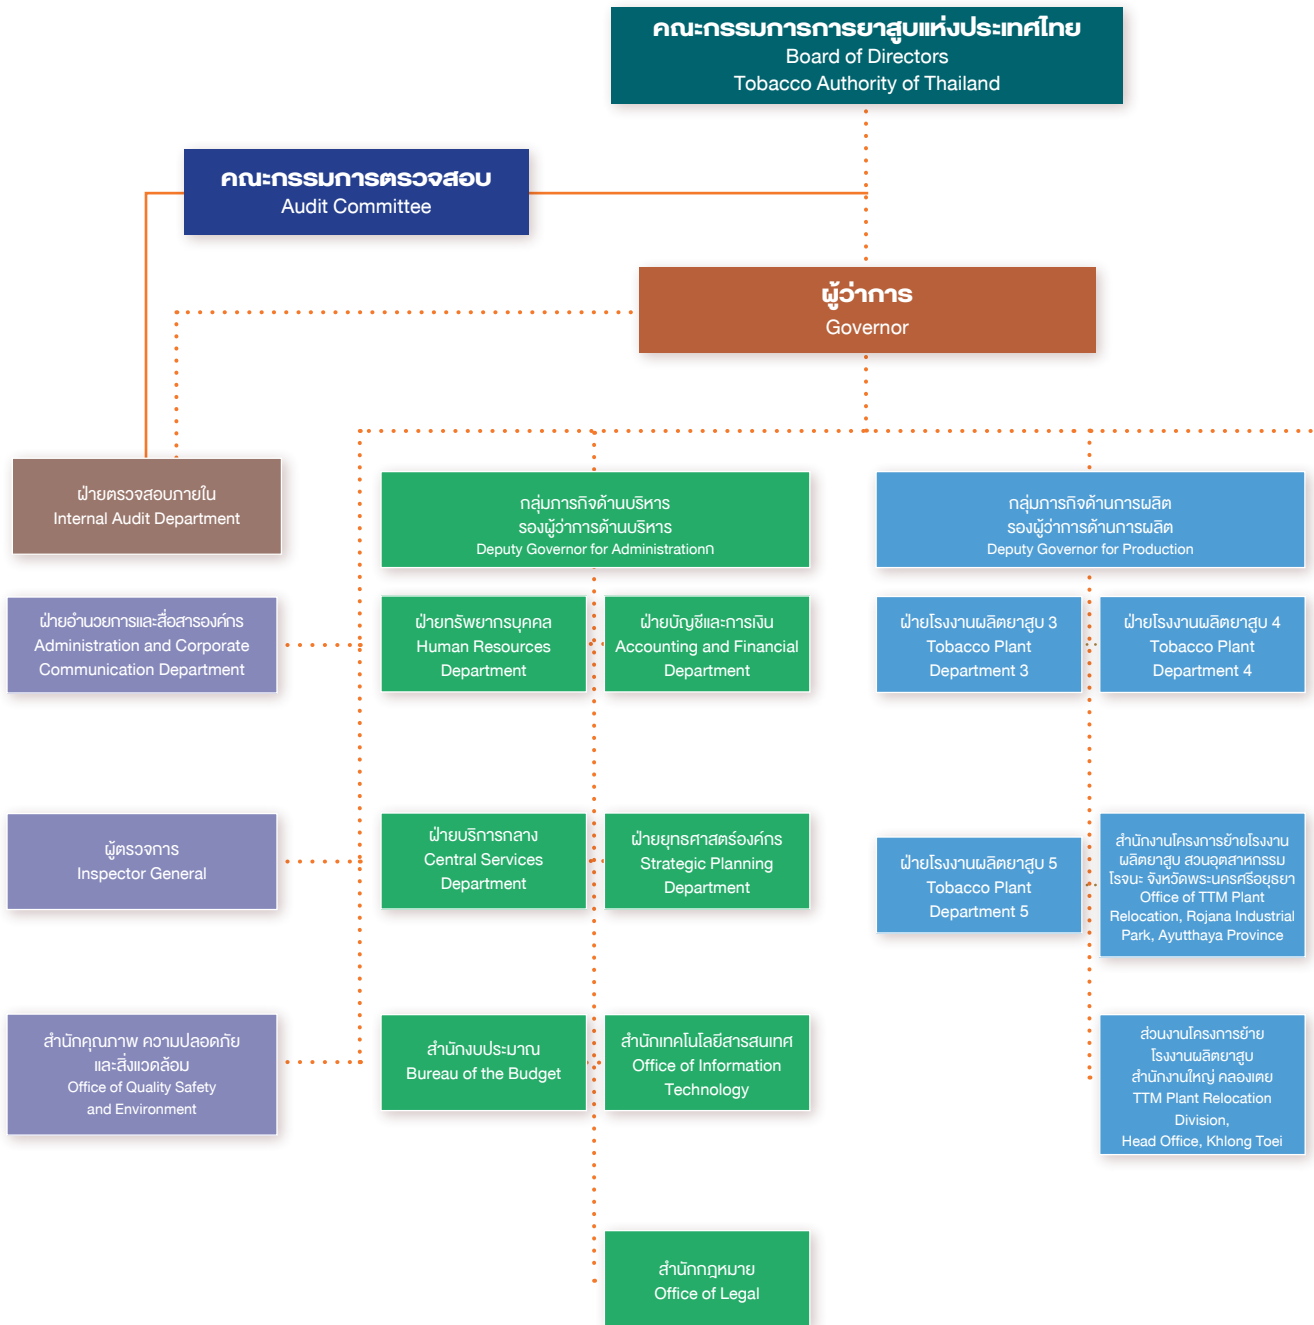 คณะกรรมการการยาสูบแห่งประเทศไทย
Board of Directors
Tobacco Authority of Thailand
คณะกรรมการตรวจสอบ
Audit Committee
ผู้ว่าการ
Governor
ฝ่ายตรวจสอบภายใน
Internal Audit Department
กลุ่มภารกิจด้านบริหาร
รองผู้ว่าการด้านบริหาร
Deputy Governor for Administrationก
กลุ่มภารกิจด้านการผลิต
รองผู้ว่าการด้านการผลิต
Deputy Governor for Production
ฝ่ายอำนวยการและสื่อสารองค์กร
Administration and Corporate
Communication Department
ฝ่ายทรัพยากรบุคคล
Human Resources
Department
ฝ่ายบัญชีและการเงิน
Accounting and Financial
Department
ฝ่ายโรงงานผลิตยาสูบ 3
Tobacco Plant
Department 3
ฝ่ายโรงงานผลิตยาสูบ 4
Tobacco Plant
Department 4
ผู้ตรวจการ
Inspector General
ฝ่ายบริการกลาง
Central Services
Department
ฝ่ายยุทธศาสตร์องค์กร
Strategic Planning
Department
ฝ่ายโรงงานผลิตยาสูบ 5
Tobacco Plant
Department 5
สำนักงานโครงการย้ายโรงงาน
ผลิตยาสูบ สวนอุตสาหกรรม
โรจนะ จังหวัดพระนครศรีอยุธยา
Office of TTM Plant
Relocation, Rojana Industrial
Park, Ayutthaya Province
สำนักคุณภาพ ความปลอดภัย
และสิ่งแวดล้อม
Office of Quality Safety
and Environment
สำนักงบประมาณ
Bureau of the Budget
สำนักเทคโนโลยีสารสนเทศ
Office of Information
Technology
ส่วนงานโครงการย้าย
โรงงานผลิตยาสูบ
สำนักงานใหญ่ คลองเตย
TTM Plant Relocation
Division,
Head Office, Khlong Toei
สำนักกฎหมาย
Office of Legal